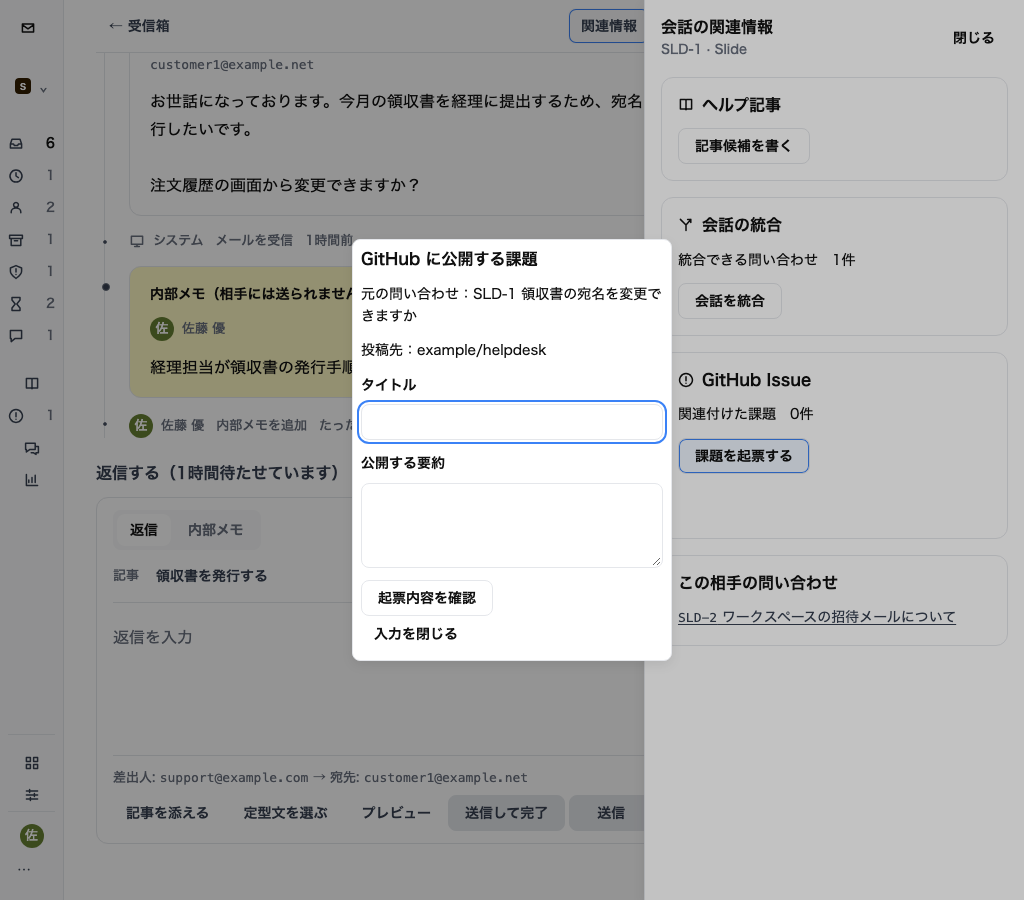 ← 受信箱
関連情報
S
6
1
2
1
1
2
1
1
佐
…
customer1@example.net
お世話になっております。今月の領収書を経理に提出するため、宛名
行したいです。
注文履歴の画面から変更できますか？
システム メールを受信 1時間前
内部メモ（相手には送られません
佐 佐藤 優
経理担当が領収書の発行手順
佐 佐藤 優 内部メモを追加 たった
返信する（1時間待たせています）
返信 内部メモ
記事 領収書を発行する
返信を入力
差出人: support@example.com → 宛先: customer1@example.net
記事を添える 定型文を選ぶ プレビュー 送信して完了 送信
GitHub に公開する課題
元の問い合わせ：SLD-1 領収書の宛名を変更で
きますか
投稿先：example/helpdesk
タイトル
公開する要約
起票内容を確認
入力を閉じる
会話の関連情報
SLD-1 · Slide
閉じる
ヘルプ記事
記事候補を書く
会話の統合
統合できる問い合わせ 1件
会話を統合
GitHub Issue
関連付けた課題 0件
課題を起票する
この相手の問い合わせ
SLD−2 ワークスペースの招待メールについて